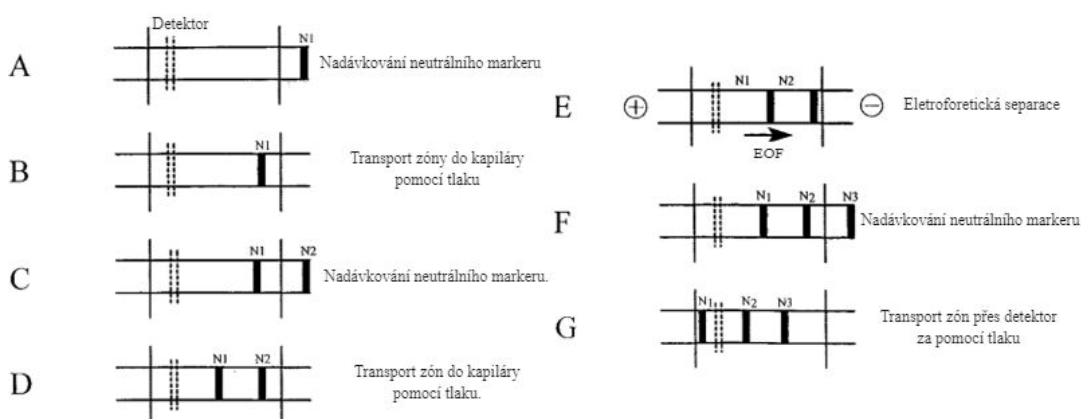 Detektor
A
N1
Nadávkování neutrálního markeru
B
N1
Transport zóny do kapiláry
pomocí tlaku
C
N1 N2
Nadávkování neutrálního markeru.
D
N1 N2
Transport zón do kapiláry
pomocí tlaku.
E
+
N1 N2
−
EOF
Eletroforetická separace
F
N1 N2 N3
Nadávkování neutrálního markeru
G
N1 N2 N3
Transport zón přes detektor
za pomocí tlaku